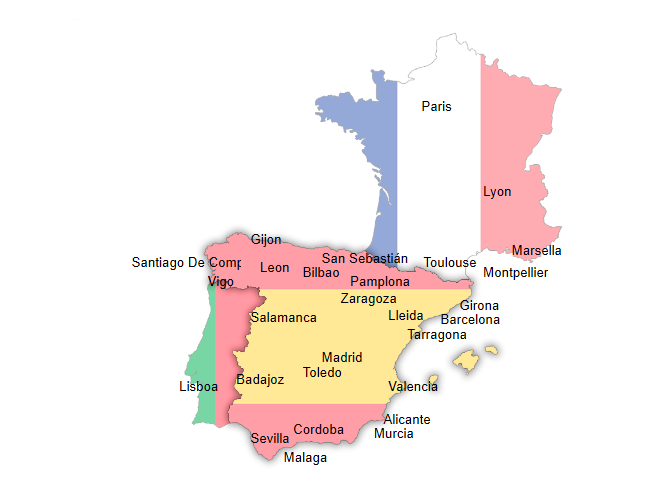 Paris
Lyon
Gijon
Marsella
San Sebastián
Santiago De Comp
Toulouse
Leon
Bilbao
Montpellier
Vigo
Pamplona
Zaragoza
Girona
Salamanca
Lleida
Barcelona
Tarragona
Madrid
Toledo
Badajoz
Lisboa
Valencia
Alicante
Cordoba
Murcia
Sevilla
Malaga